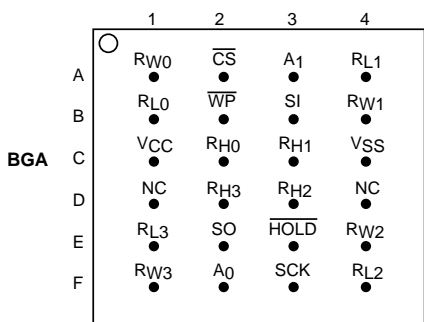 1 2 3 4
A RW0 CS A1 RL1
B RL0 WP SI RW1
BGA C VCC RH0 RH1 VSS
D NC RH3 RH2 NC
E RL3 SO HOLD RW2
F RW3 A0 SCK RL2